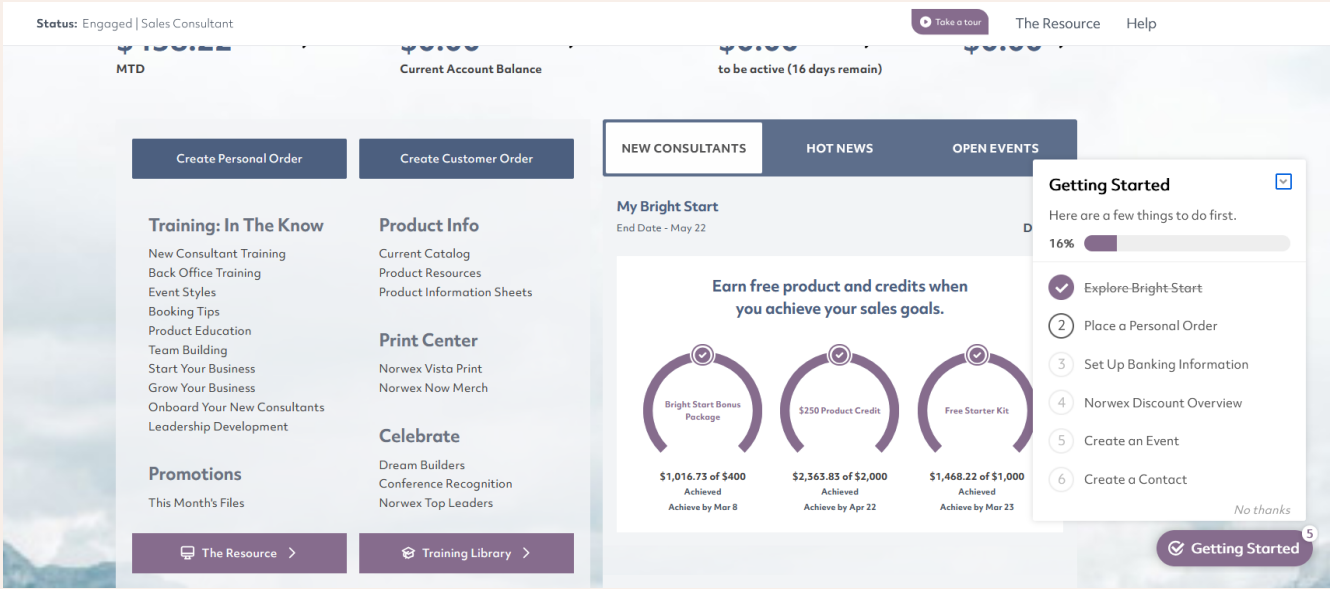 Status: Engaged | Sales Consultant
Take a tour
The Resource
Help
MTD
Current Account Balance
to be active (16 days remain)
Create Personal Order
Create Customer Order
Training: In The Know
New Consultant Training
Back Office Training
Event Styles
Booking Tips
Product Education
Team Building
Start Your Business
Grow Your Business
Onboard Your New Consultants
Leadership Development
Promotions
This Month's Files
The Resource
Product Info
Current Catalog
Product Resources
Product Information Sheets
Print Center
Norwex Vista Print
Norwex Now Merch
Celebrate
Dream Builders
Conference Recognition
Norwex Top Leaders
Training Library
NEW CONSULTANTS
HOT NEWS
OPEN EVENTS
My Bright Start
End Date - May 22
D
Earn free product and credits when
you achieve your sales goals.
Bright Start Bonus
Package
$1,016.73 of $400
Achieved
Achieve by Mar 8
$250 Product Credit
$2,363.83 of $2,000
Achieved
Achieve by Apr 22
Free Starter Kit
$1,468.22 of $1,000
Achieved
Achieve by Mar 23
Getting Started
Here are a few things to do first.
16%
Explore Bright Start
2 Place a Personal Order
3 Set Up Banking Information
4 Norwex Discount Overview
5 Create an Event
6 Create a Contact
No thanks
Getting Started
5